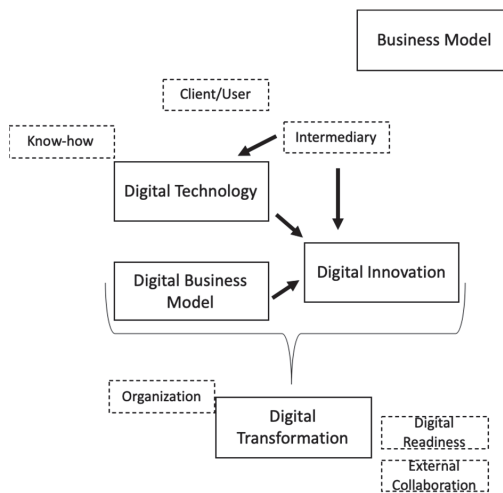 Business Model
Client/User
Know-how
Intermediary
Digital Technology
Digital Business
Model
Digital Innovation
Organization
Digital
Transformation
Digital
Readiness
External
Collaboration